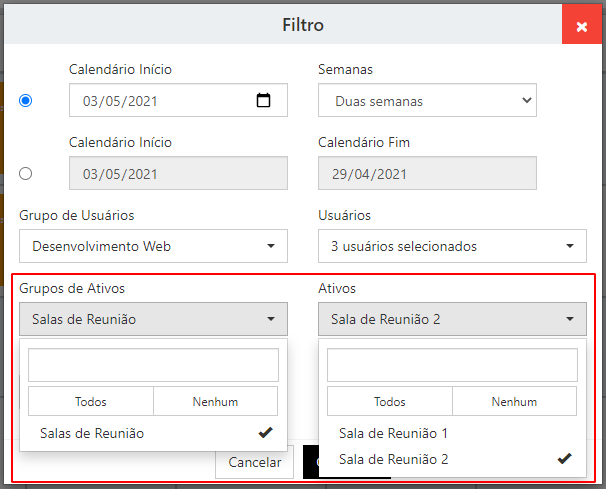 Filtro
×
Calendário Início
Semanas
03/05/2021
Duas semanas
Calendário Início
Calendário Fim
03/05/2021
29/04/2021
Grupo de Usuários
Usuários
Desenvolvimento Web
3 usuários selecionados
Grupos de Ativos
Ativos
Salas de Reunião
Sala de Reunião 2
Todos
Nenhum
Todos
Nenhum
Salas de Reunião
Sala de Reunião 1
Sala de Reunião 2
Cancelar